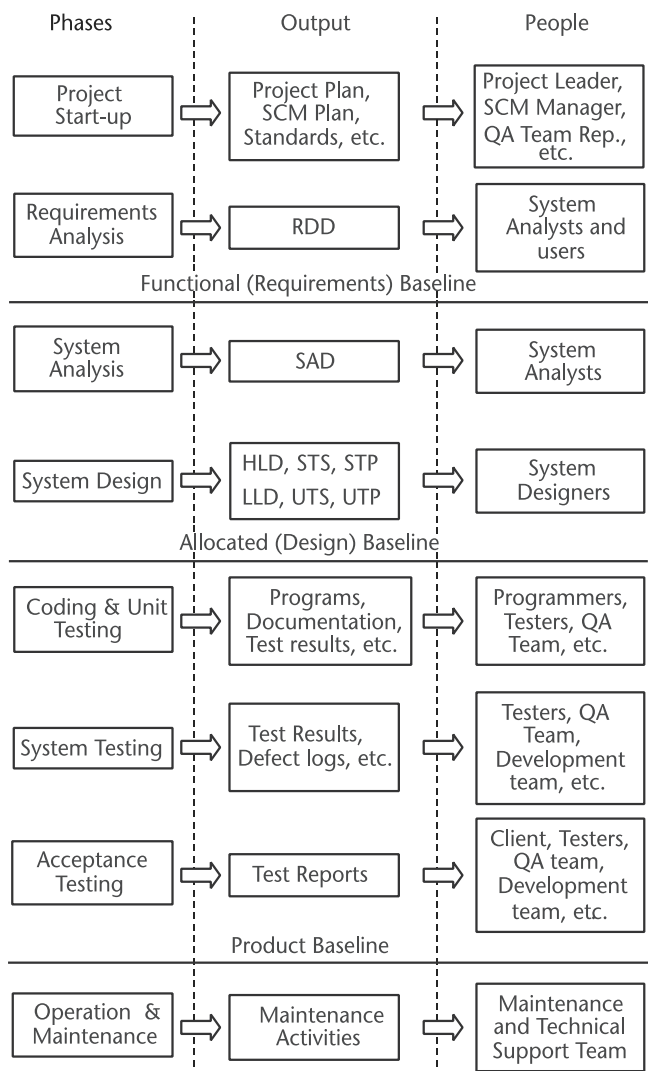 Phases
Output
People
Project
Start-up
Project Plan,
SCM Plan,
Standards, etc.
Project Leader,
SCM Manager,
QA Team Rep.,
etc.
Requirements
Analysis
RDD
System
Analysts and
users
Functional (Requirements) Baseline
System
Analysis
SAD
System
Analysts
System Design
HLD, STS, STP
LLD, UTS, UTP
System
Designers
Allocated (Design) Baseline
Coding & Unit
Testing
Programs,
Documentation,
Test results, etc.
Programmers,
Testers, QA
Team, etc.
System Testing
Test Results,
Defect logs, etc.
Testers, QA
Team,
Development
team, etc.
Acceptance
Testing
Test Reports
Client, Testers,
QA team,
Development
team, etc.
Product Baseline
Operation &
Maintenance
Maintenance
Activities
Maintenance
and Technical
Support Team